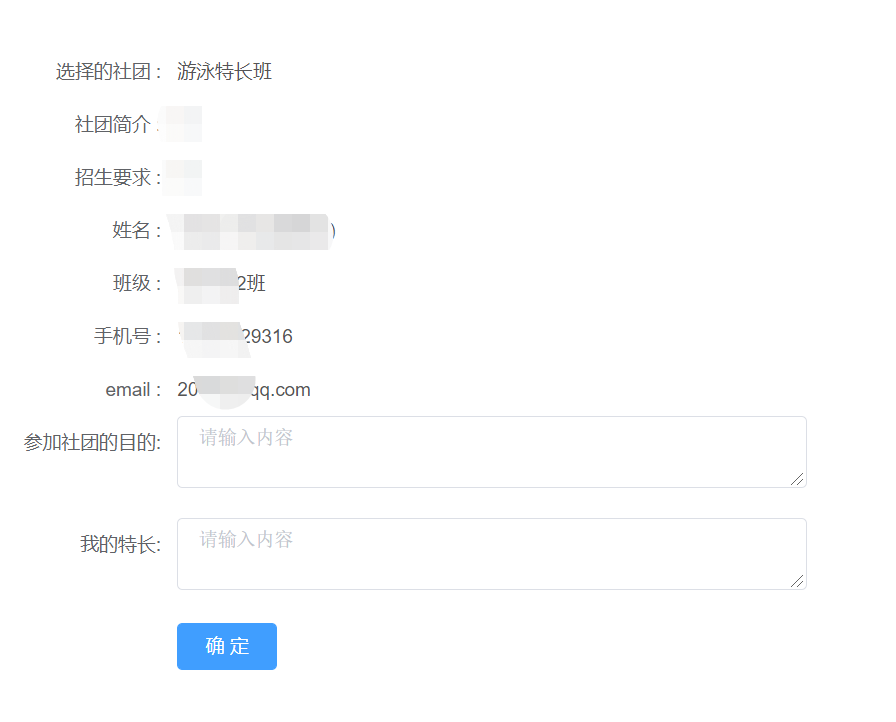 选择的社团 : 游泳特长班
社团简介 :
招生要求 :
姓名 : )
班级 : 2班
手机号 : 29316
email : 20 qq.com
参加社团的目的: 请输入内容
我的特长: 请输入内容
确 定